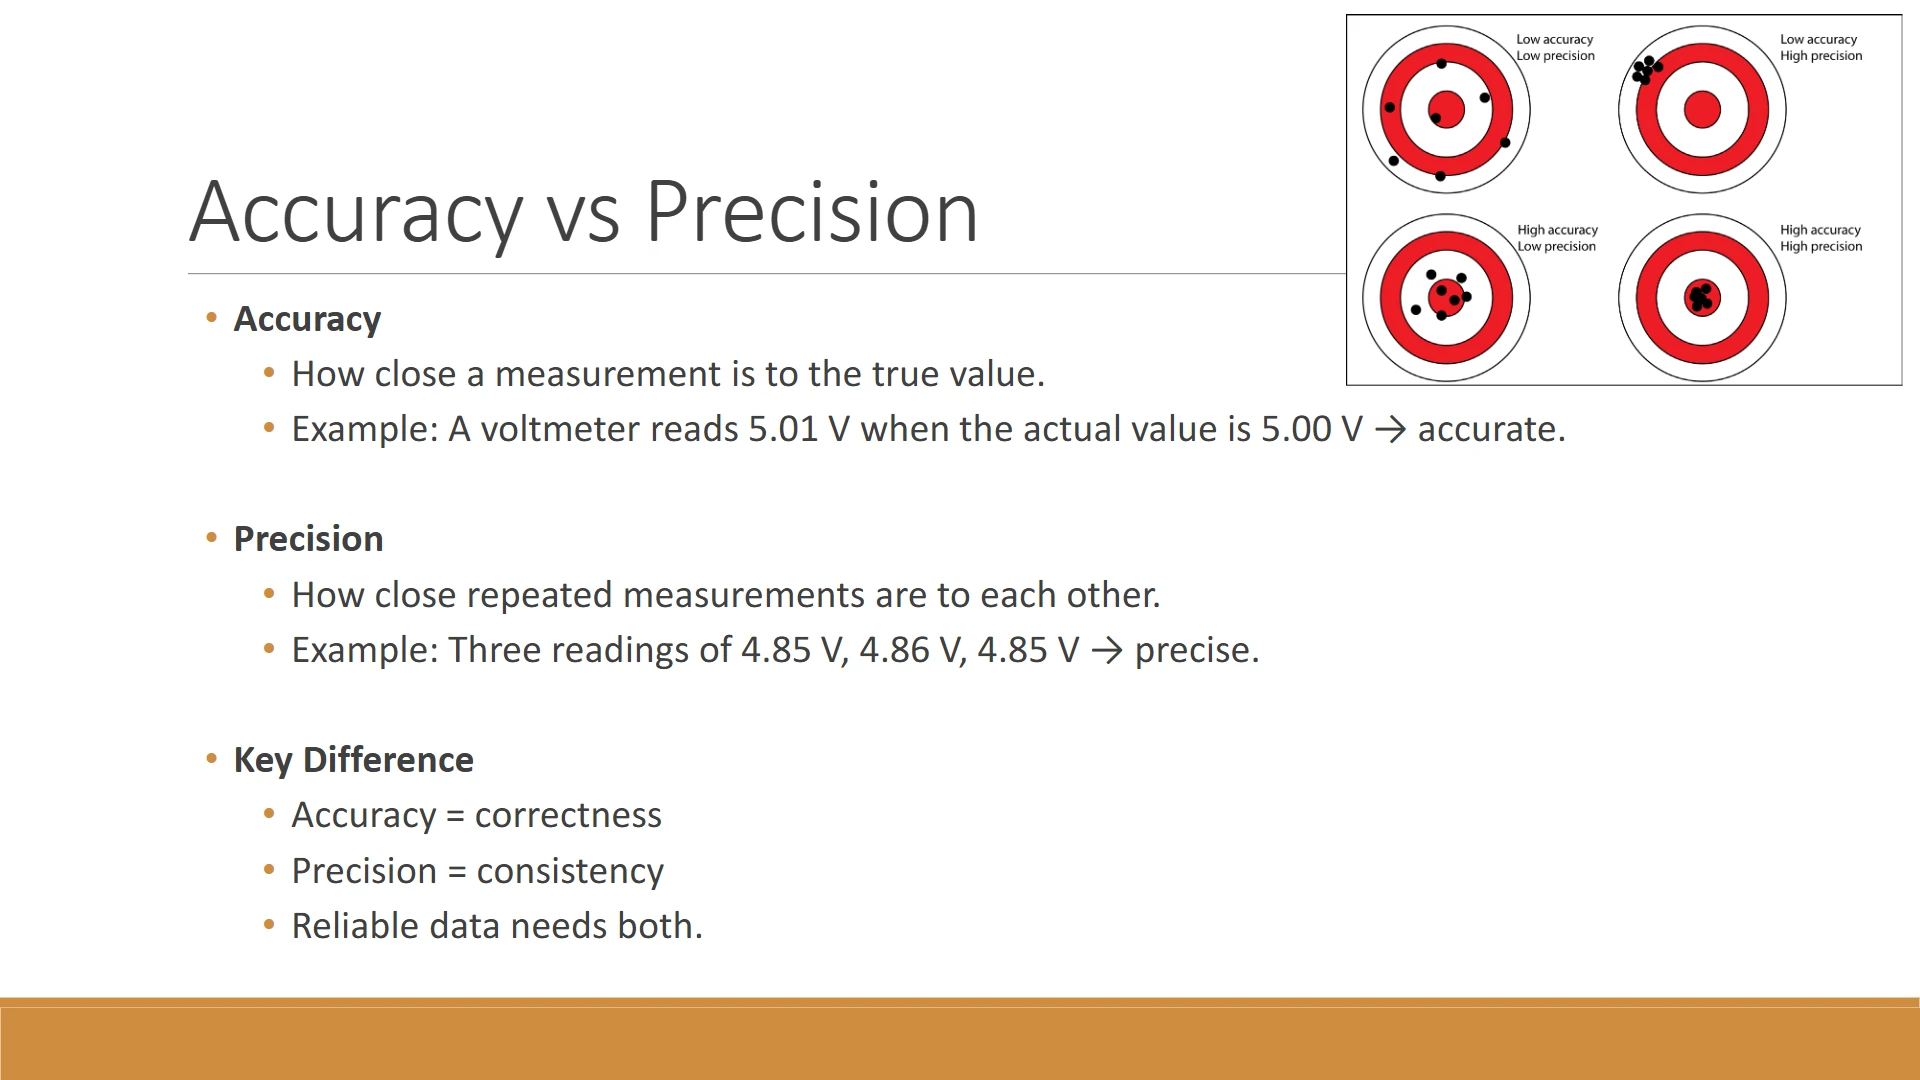 Low accuracy
Low precision
Low accuracy
High precision
High accuracy
Low precision
High accuracy
High precision
Accuracy vs Precision
• Accuracy
• How close a measurement is to the true value.
• Example: A voltmeter reads 5.01 V when the actual value is 5.00 V → accurate.
• Precision
• How close repeated measurements are to each other.
• Example: Three readings of 4.85 V, 4.86 V, 4.85 V → precise.
• Key Difference
• Accuracy = correctness
• Precision = consistency
• Reliable data needs both.